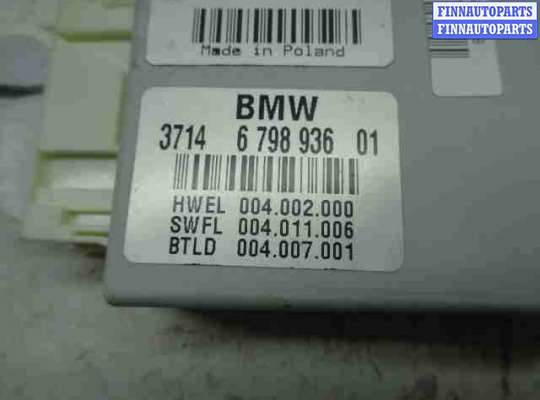 FINNAUTOPARTS
FINNAUTOPARTS
Made in Poland
BMW
3714 6 798 936 01
HWEL 004.002.000
SWFL 004.011.006
BTLD 004.007.001